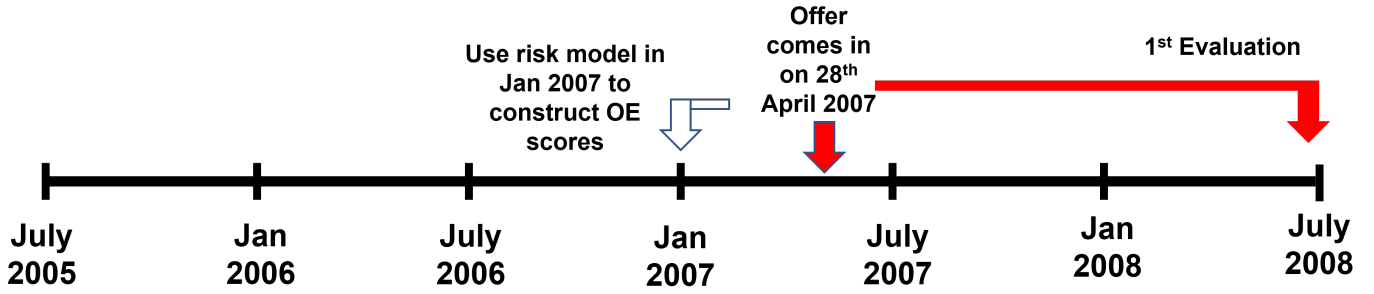 Use risk model in
Jan 2007 to
construct OE
scores
Offer
comes in
on 28th
April 2007
1st Evaluation
July
2005
Jan
2006
July
2006
Jan
2007
July
2007
Jan
2008
July
2008